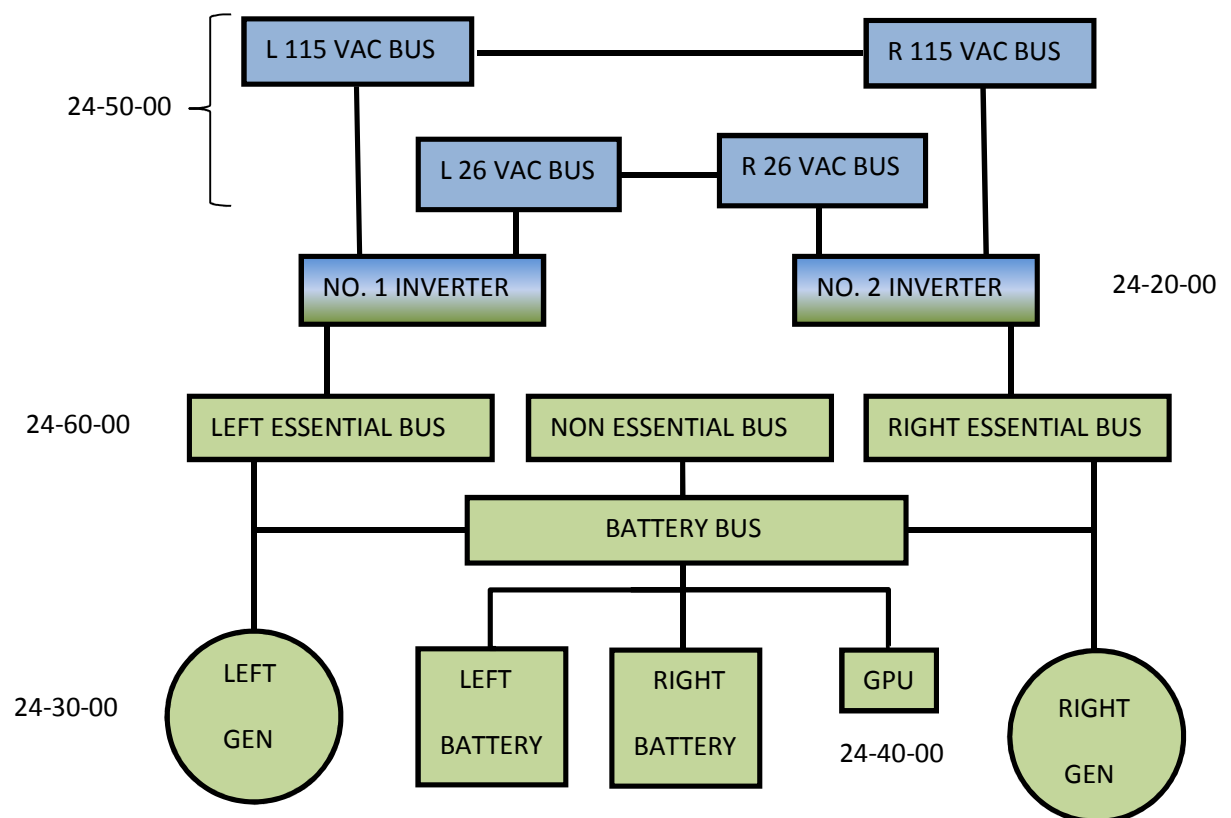 L 115 VAC BUS
R 115 VAC BUS
24-50-00
L 26 VAC BUS
R 26 VAC BUS
NO. 1 INVERTER
NO. 2 INVERTER
24-20-00
24-60-00
LEFT ESSENTIAL BUS
NON ESSENTIAL BUS
RIGHT ESSENTIAL BUS
BATTERY BUS
24-30-00
LEFT
GEN
LEFT
BATTERY
RIGHT
BATTERY
GPU
24-40-00
RIGHT
GEN